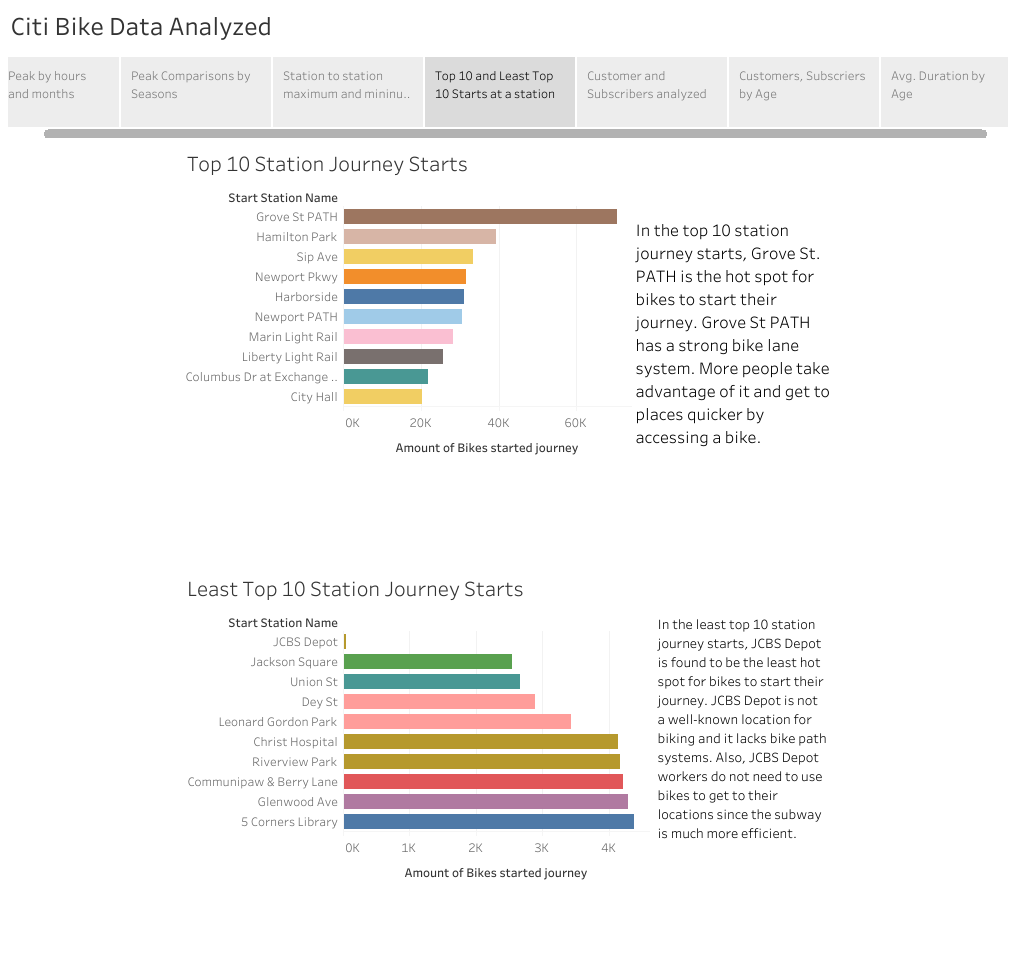 Citi Bike Data Analyzed
Peak by hours
and months
Peak Comparisons by
Seasons
Station to station
maximum and mininu..
Top 10 and Least Top
10 Starts at a station
Customer and
Subscribers analyzed
Customers, Subscriers
by Age
Avg. Duration by
Age
Top 10 Station Journey Starts
Start Station Name
Grove St PATH
Hamilton Park
Sip Ave
Newport Pkwy
Harborside
Newport PATH
Marin Light Rail
Liberty Light Rail
Columbus Dr at Exchange ..
City Hall
0K 20K 40K 60K
Amount of Bikes started journey
In the top 10 station
journey starts, Grove St.
PATH is the hot spot for
bikes to start their
journey. Grove St PATH
has a strong bike lane
system. More people take
advantage of it and get to
places quicker by
accessing a bike.
Least Top 10 Station Journey Starts
Start Station Name
JCBS Depot
Jackson Square
Union St
Dey St
Leonard Gordon Park
Christ Hospital
Riverview Park
Communipaw & Berry Lane
Glenwood Ave
5 Corners Library
0K 1K 2K 3K 4K
Amount of Bikes started journey
In the least top 10 station
journey starts, JCBS Depot
is found to be the least hot
spot for bikes to start their
journey. JCBS Depot is not
a well-known location for
biking and it lacks bike path
systems. Also, JCBS Depot
workers do not need to use
bikes to get to their
locations since the subway
is much more efficient.